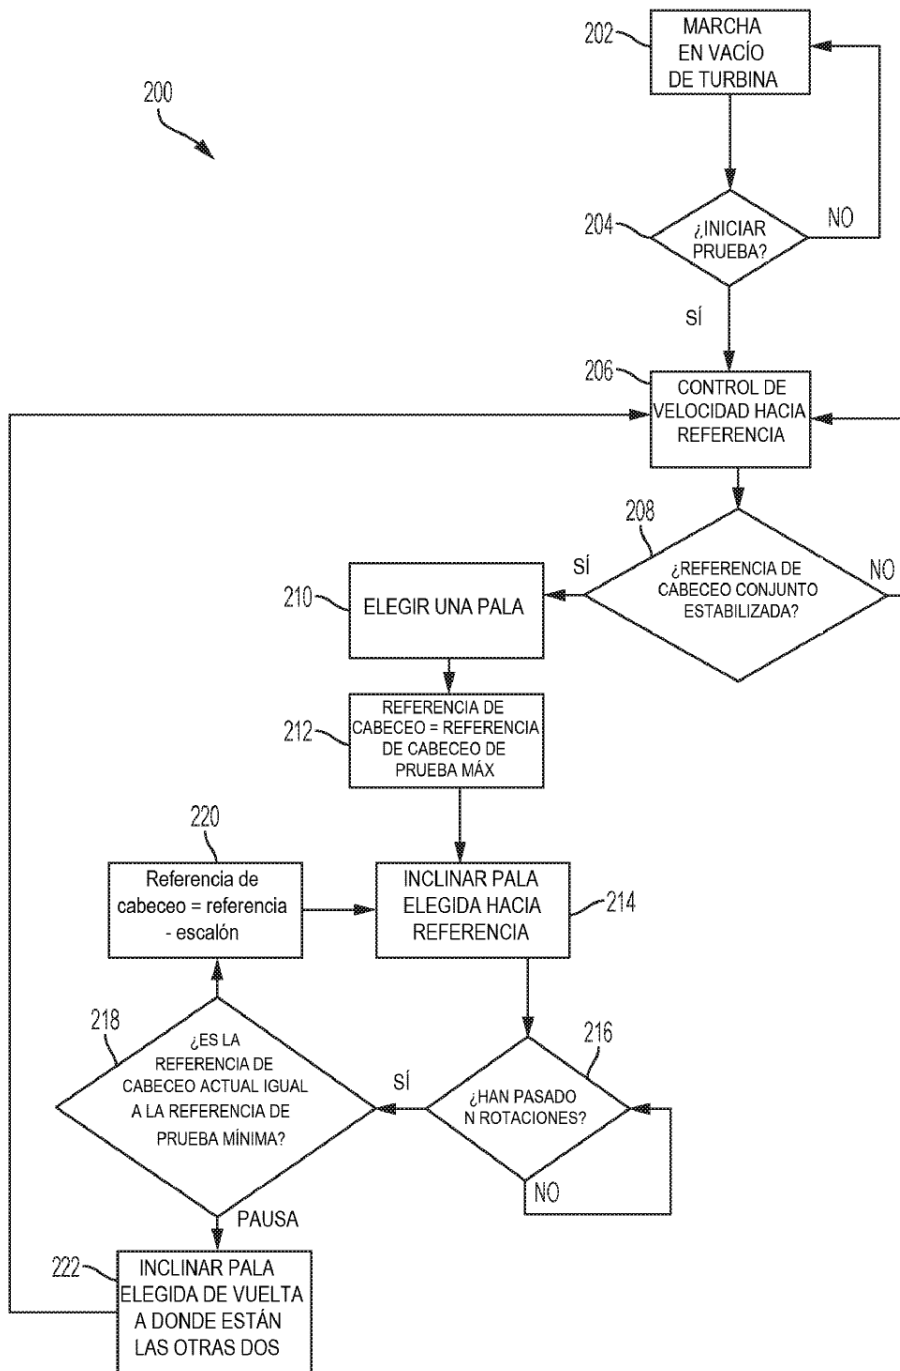 202
MARCHA
EN VACÍO
DE TURBINA
200
204
¿INICIAR
PRUEBA?
NO
SÍ
206
CONTROL DE
VELOCIDAD HACIA
REFERENCIA
208
¿REFERENCIA DE
CABECEO CONJUNTO
ESTABILIZADA?
SÍ
NO
210
ELEGIR UNA PALA
212
REFERENCIA DE
CABECEO = REFERENCIA
DE CABECEO DE
PRUEBA MÁX
220
Referencia de
cabeceo = referencia
- escalón
INCLINAR PALA
ELEGIDA HACIA
REFERENCIA
214
218
¿ES LA
REFERENCIA DE
CABECEO ACTUAL IGUAL
A LA REFERENCIA DE
PRUEBA MÍNIMA?
SÍ
216
¿HAN PASADO
N ROTACIONES?
NO
PAUSA
222
INCLINAR PALA
ELEGIDA DE VUELTA
A DONDE ESTÁN
LAS OTRAS DOS